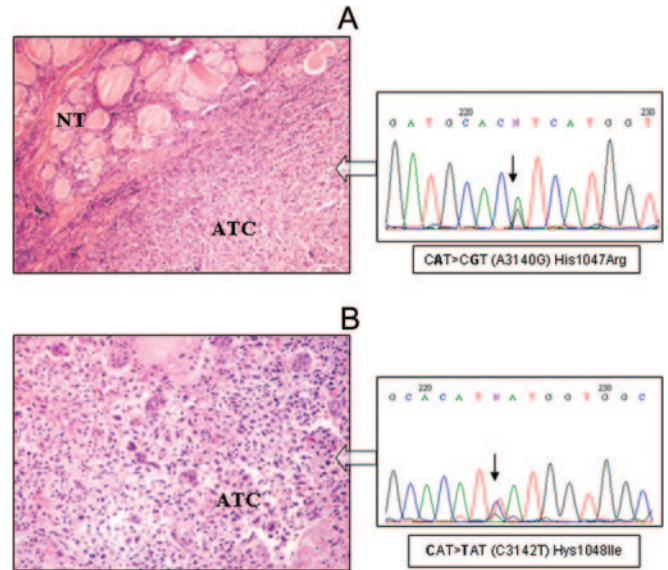 A
NT
ATC
220 230
G A T G C A C N T C A T G G T
CAT>CGT (A3140G) His1047Arg
B
ATC
220 230
G C A C A T N A T G G T G G C
CAT>TAT (C3142T) Hys1048Ile